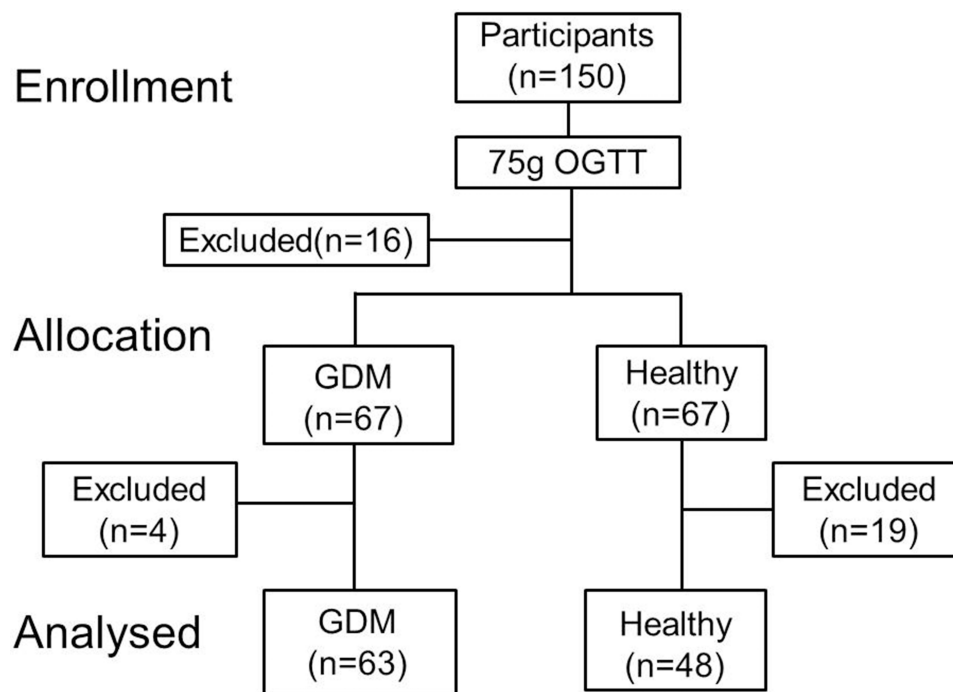 Enrollment
Participants
(n=150)
75g OGTT
Excluded(n=16)
Allocation
GDM
(n=67)
Healthy
(n=67)
Excluded
(n=4)
Excluded
(n=19)
Analysed
GDM
(n=63)
Healthy
(n=48)